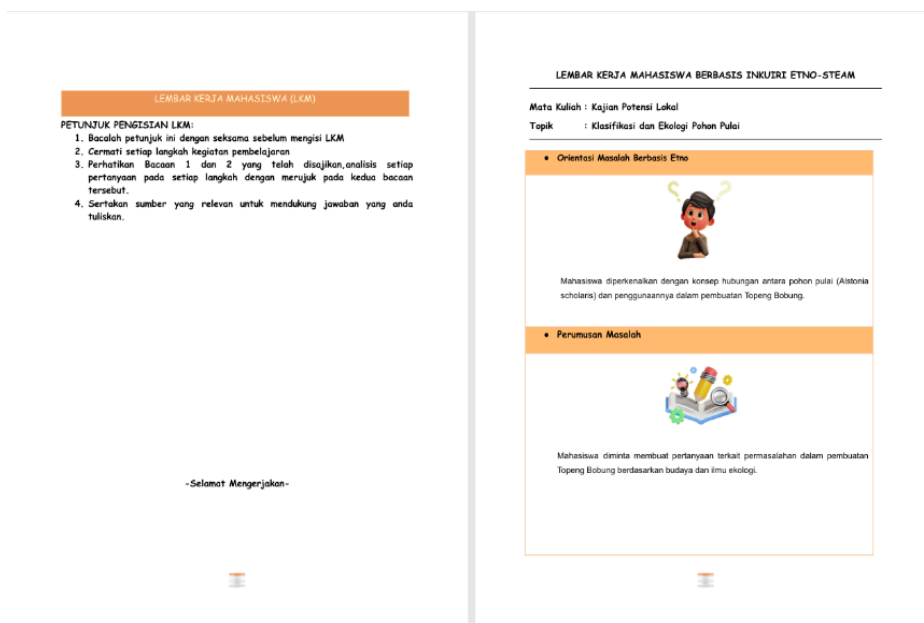 LEMBAR KERJA MAHASISWA (LKM)
PETUNJUK PENGISIAN LKM:
1. Bacalah petunjuk ini dengan seksama sebelum mengisi LKM
2. Cermati setiap langkah kegiatan pembelajaran
3. Perhatikan Bacaan 1 dan 2 yang telah disajikan,analisis setiap
pertanyaan pada setiap langkah dengan merujuk pada kedua bacaan
tersebut.
4. Sertakan sumber yang relevan untuk mendukung jawaban yang anda
tuliskan.
-Selamat Mengerjakan-
LEMBAR KERJA MAHASISWA BERBASIS INKUIRI ETNO-STEAM
Mata Kuliah : Kajian Potensi Lokal
Topik : Klasifikasi dan Ekologi Pohon Pulai
• Orientasi Masalah Berbasis Etno
Mahasiswa diperkenalkan dengan konsep hubungan antara pohon pulai (Alstonia
scholaris) dan penggunaannya dalam pembuatan Topeng Bobung.
• Perumusan Masalah
Mahasiswa diminta membuat pertanyaan terkait permasalahan dalam pembuatan
Topeng Bobung berdasarkan budaya dan ilmu ekologi.